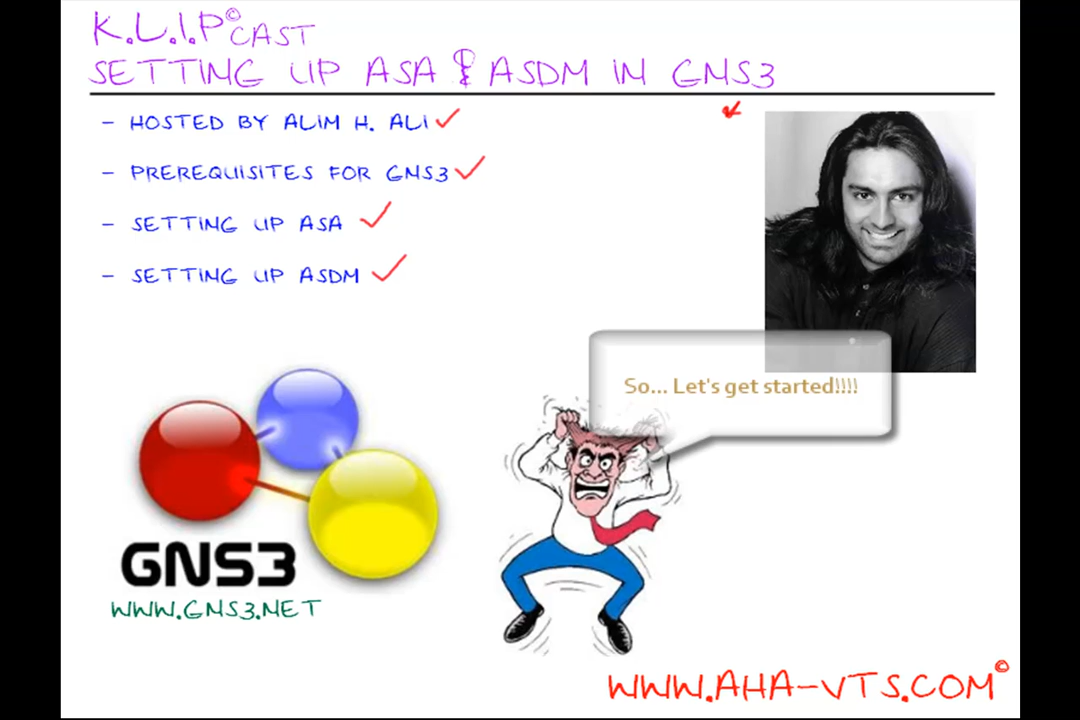 K.L.I.P© CAST
SETTING UP ASA & ASDM IN GNS3
- HOSTED BY ALIM H. ALI ✓
- PREREQUISITES FOR GNS3 ✓
- SETTING UP ASA ✓
- SETTING UP ASDM ✓
So... Let's get started!!!!
GNS3
WWW.GNS3.NET
WWW.AHA-VTS.COM©